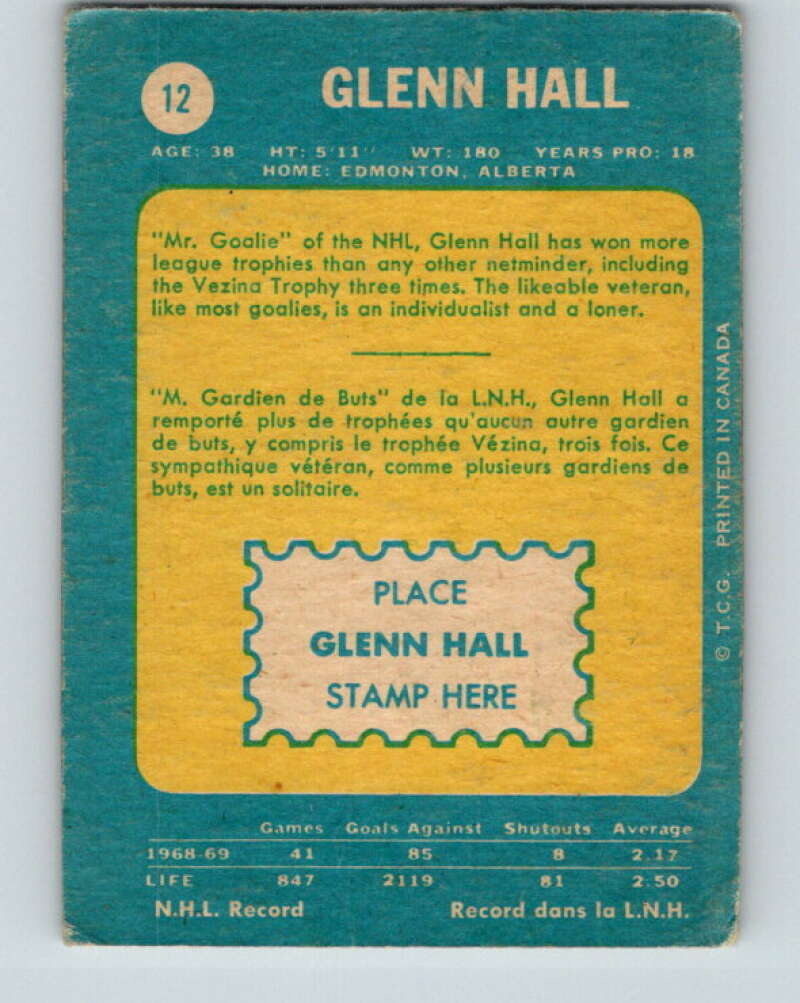 12
GLENN HALL
AGE: 38 HT: 5'11" WT: 180 YEARS PRO: 18
HOME: EDMONTON, ALBERTA
"Mr. Goalie" of the NHL, Glenn Hall has won more
league trophies than any other netminder, including
the Vezina Trophy three times. The likeable veteran,
like most goalies, is an individualist and a loner.
"M. Gardien de Buts" de la L.N.H., Glenn Hall a
remporté plus de trophées qu'aucun autre gardien
de buts, y compris le trophée Vézina, trois fois. Ce
sympathique vétéran, comme plusieurs gardiens de
buts, est un solitaire.
PLACE
GLENN HALL
STAMP HERE
© T.C.G. PRINTED IN CANADA
Games Goals Against Shutouts Average
1968-69 41 85 8 2.17
LIFE 847 2119 81 2.50
N.H.L. Record Record dans la L.N.H.